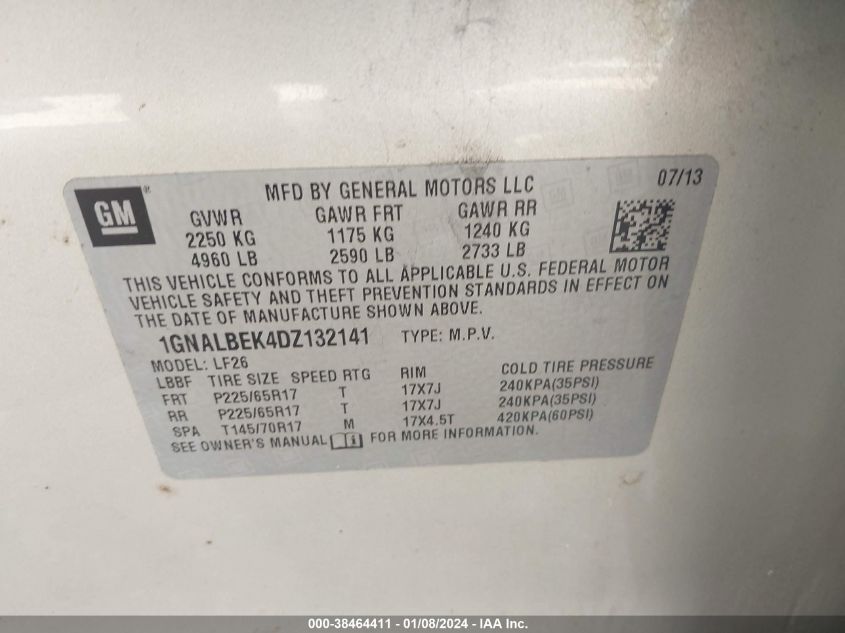 GM ®
MFD BY GENERAL MOTORS LLC 07/13
GVWR GAWR FRT GAWR RR
2250 KG 1175 KG 1240 KG
4960 LB 2590 LB 2733 LB
THIS VEHICLE CONFORMS TO ALL APPLICABLE U.S. FEDERAL MOTOR
VEHICLE SAFETY AND THEFT PREVENTION STANDARDS IN EFFECT ON
THE DATE OF MANUFACTURE SHOWN ABOVE.
1GNALBEK4DZ132141 TYPE: M.P.V.
MODEL: LF26
LBBF TIRE SIZE SPEED RTG RIM COLD TIRE PRESSURE
FRT P225/65R17 T 17X7J 240KPA(35PSI)
RR P225/65R17 T 17X7J 240KPA(35PSI)
SPA T145/70R17 M 17X4.5T 420KPA(60PSI)
SEE OWNER'S MANUAL FOR MORE INFORMATION.
000-38464411 - 01/08/2024 - IAA Inc.